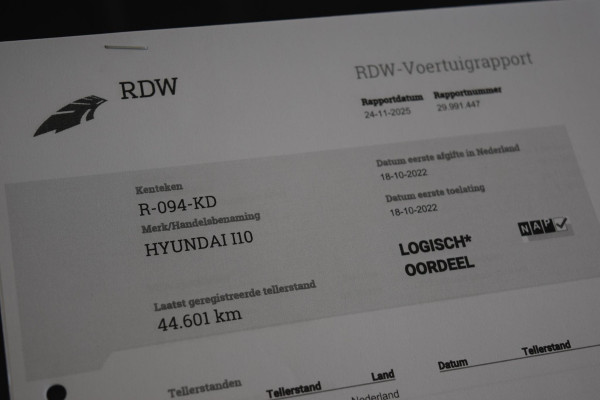 RDW
RDW-Voertuigrapport
Rapportdatum Rapportnummer
24-11-2025 29.991.447
Kenteken
R-094-KD
Merk/Handelsbenaming
HYUNDAI I10
Datum eerste afgifte in Nederland
18-10-2022
Datum eerste toelating
18-10-2022
LOGISCH*
OORDEEL
NAP
Laatst geregistreerde tellerstand
44.601 km
Tellerstanden
Tellerstand Land
Datum Tellerstand
Nederland